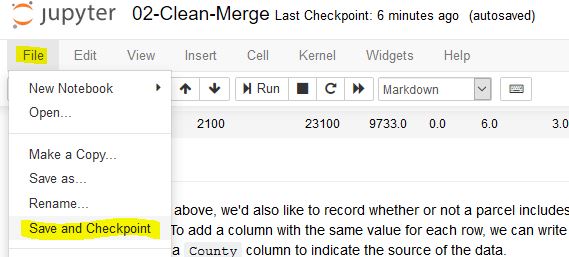 jupyter 02-Clean-Merge Last Checkpoint: 6 minutes ago (autosaved)
File Edit View Insert Cell Kernel Widgets Help
Run Markdown
New Notebook
Open...
Make a Copy...
Save as...
Rename...
Save and Checkpoint
2100 23100 9733.0 0.0 6.0 3.0
above, we'd also like to record whether or not a parcel includes
To add a column with the same value for each row, we can write
a County column to indicate the source of the data.